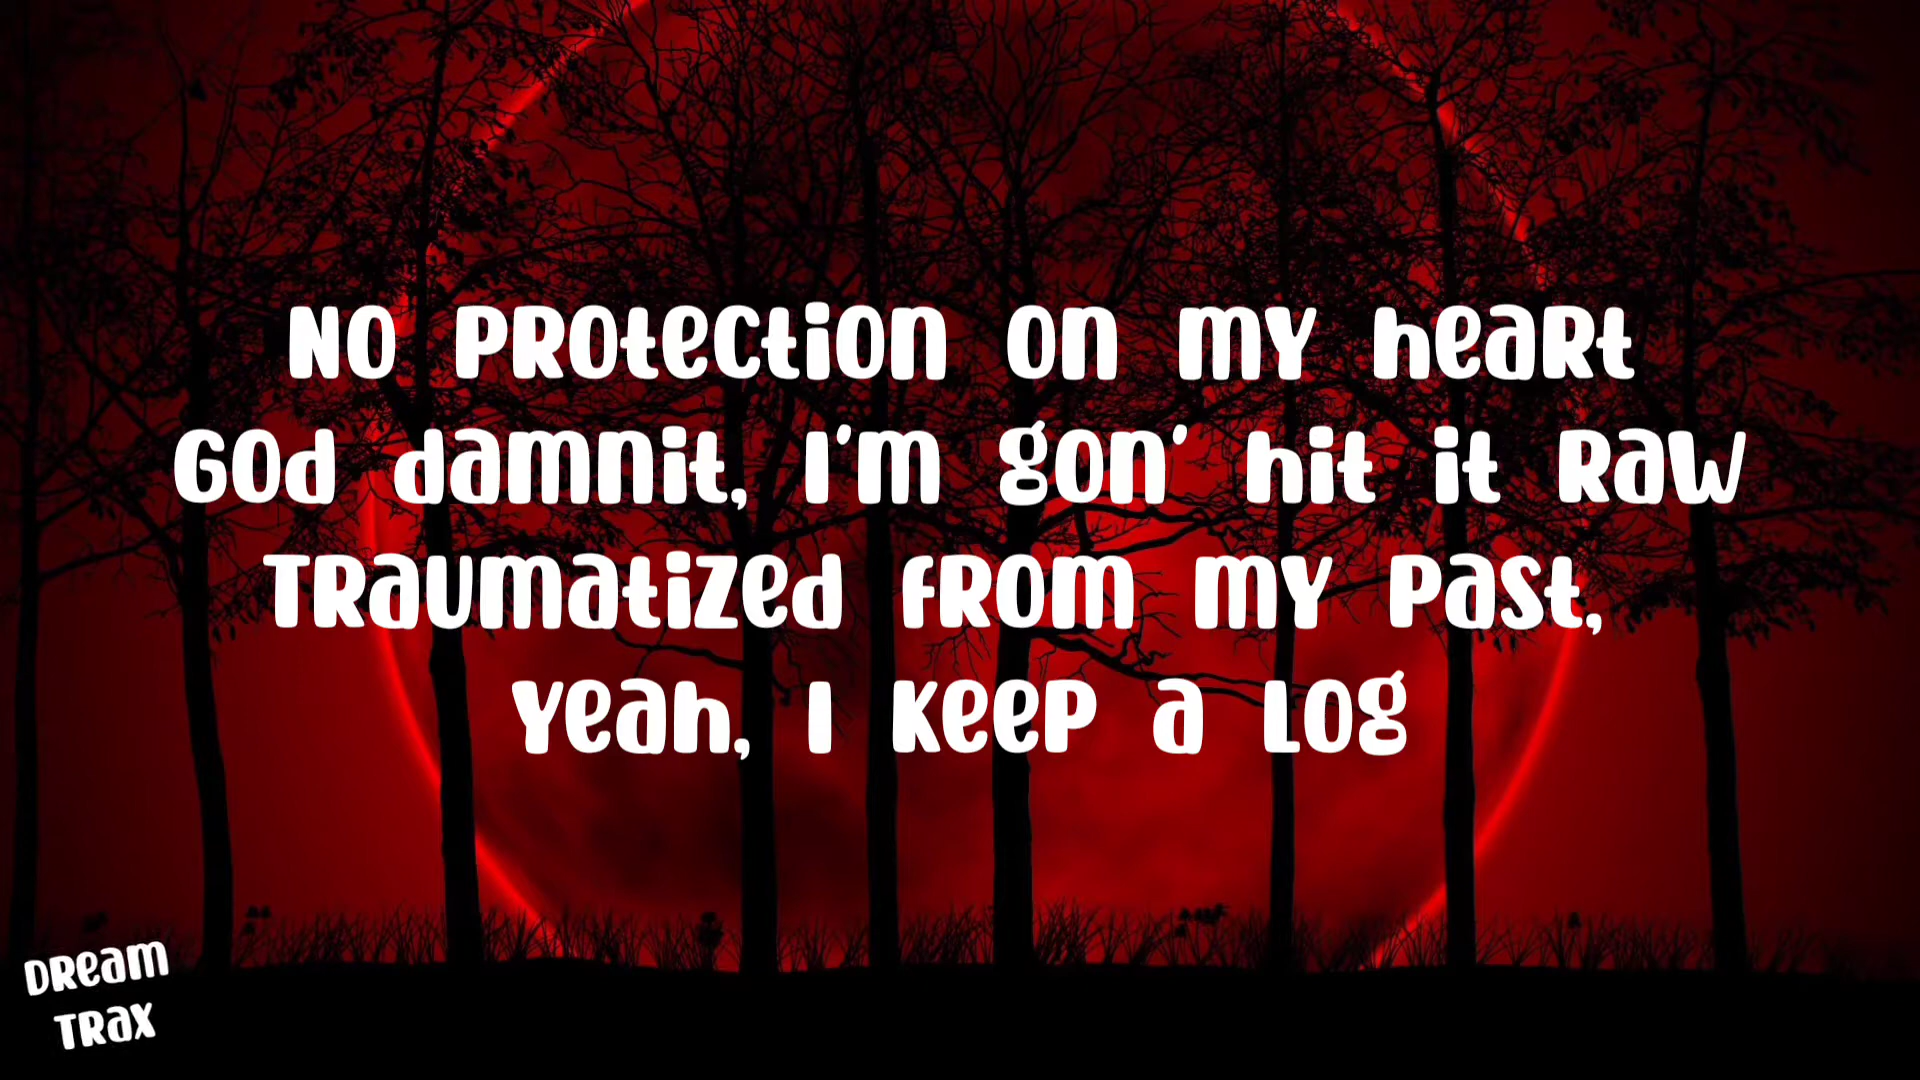 No protection on my heart
God damnit, I'm gon' hit it raw
Traumatized from my past,
Yeah, I keep a log
Dream
Trax